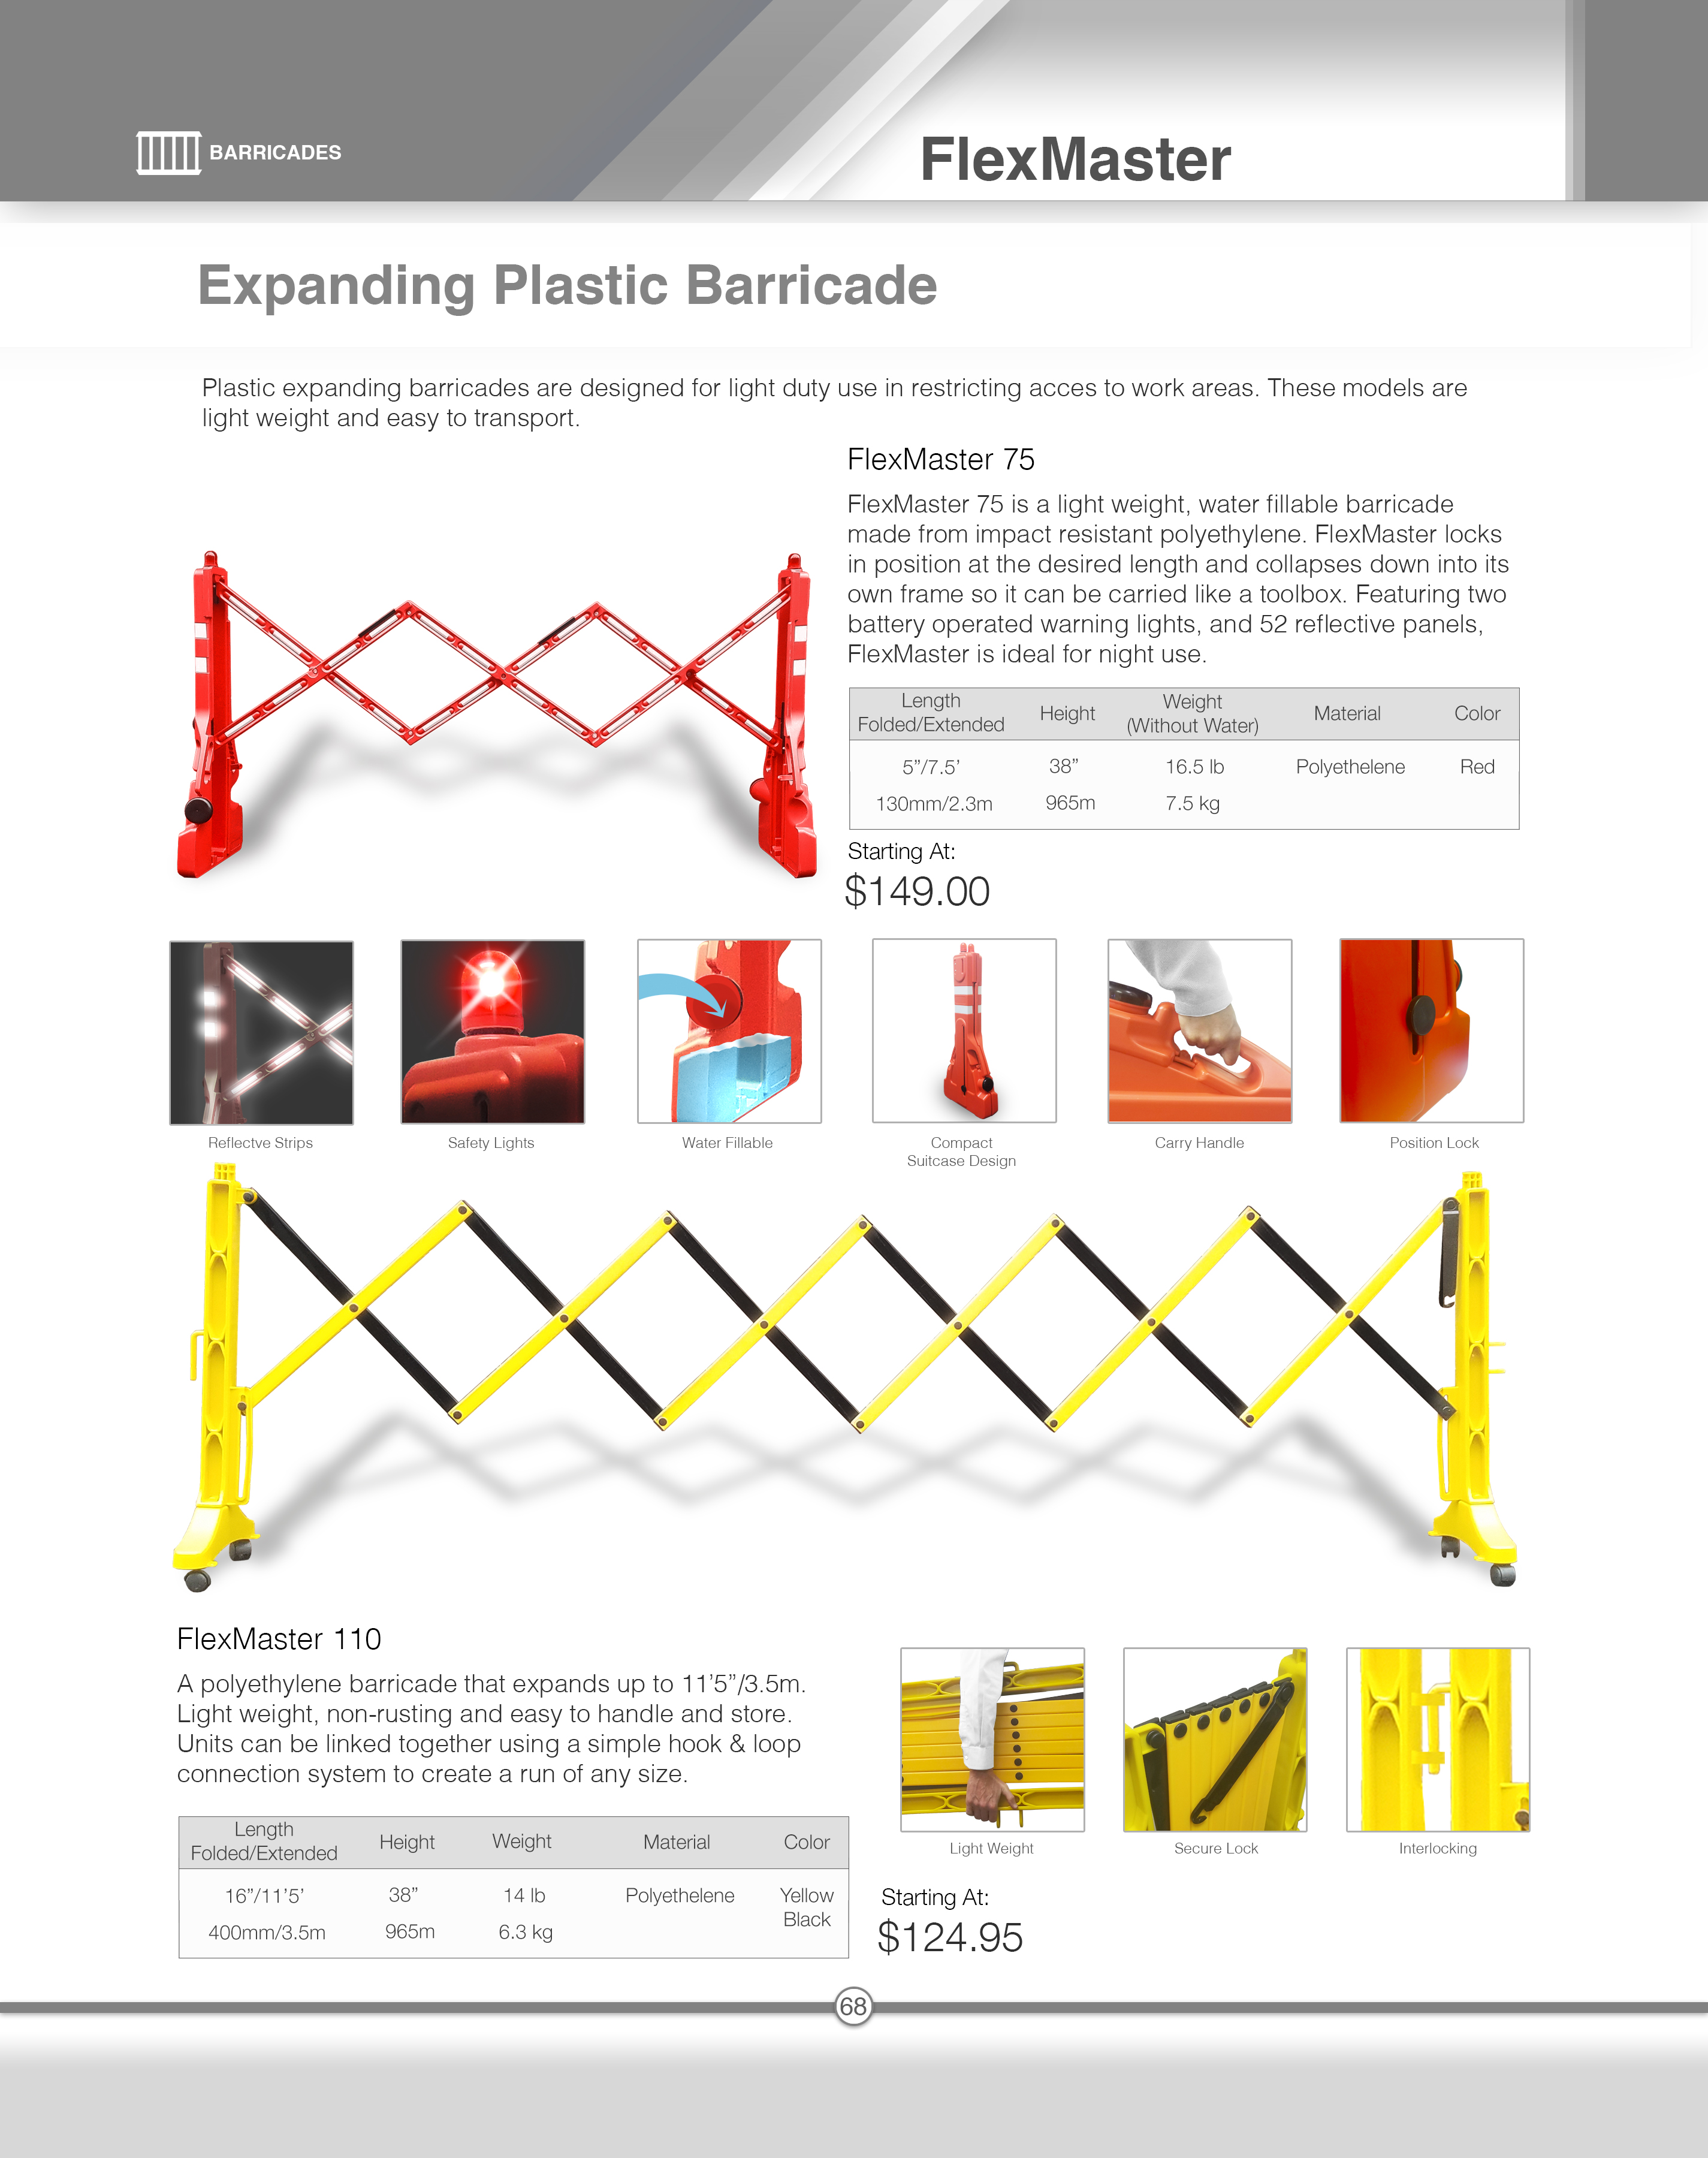 BARRICADES
FlexMaster
Expanding Plastic Barricade
Plastic expanding barricades are designed for light duty use in restricting acces to work areas. These models are
light weight and easy to transport.
FlexMaster 75
FlexMaster 75 is a light weight, water fillable barricade
made from impact resistant polyethylene. FlexMaster locks
in position at the desired length and collapses down into its
own frame so it can be carried like a toolbox. Featuring two
battery operated warning lights, and 52 reflective panels,
FlexMaster is ideal for night use.
Length Folded/Extended Height Weight (Without Water) Material Color
5”/7.5’ 38” 16.5 lb Polyethelene Red
130mm/2.3m 965m 7.5 kg
Starting At:
$149.00
Reflectve Strips
Safety Lights
Water Fillable
Compact
Suitcase Design
Carry Handle
Position Lock
FlexMaster 110
A polyethylene barricade that expands up to 11’5”/3.5m.
Light weight, non-rusting and easy to handle and store.
Units can be linked together using a simple hook & loop
connection system to create a run of any size.
Light Weight
Secure Lock
Interlocking
Length Folded/Extended Height Weight Material Color
16”/11’5’ 38” 14 lb Polyethelene Yellow Black
400mm/3.5m 965m 6.3 kg
Starting At:
$124.95
68